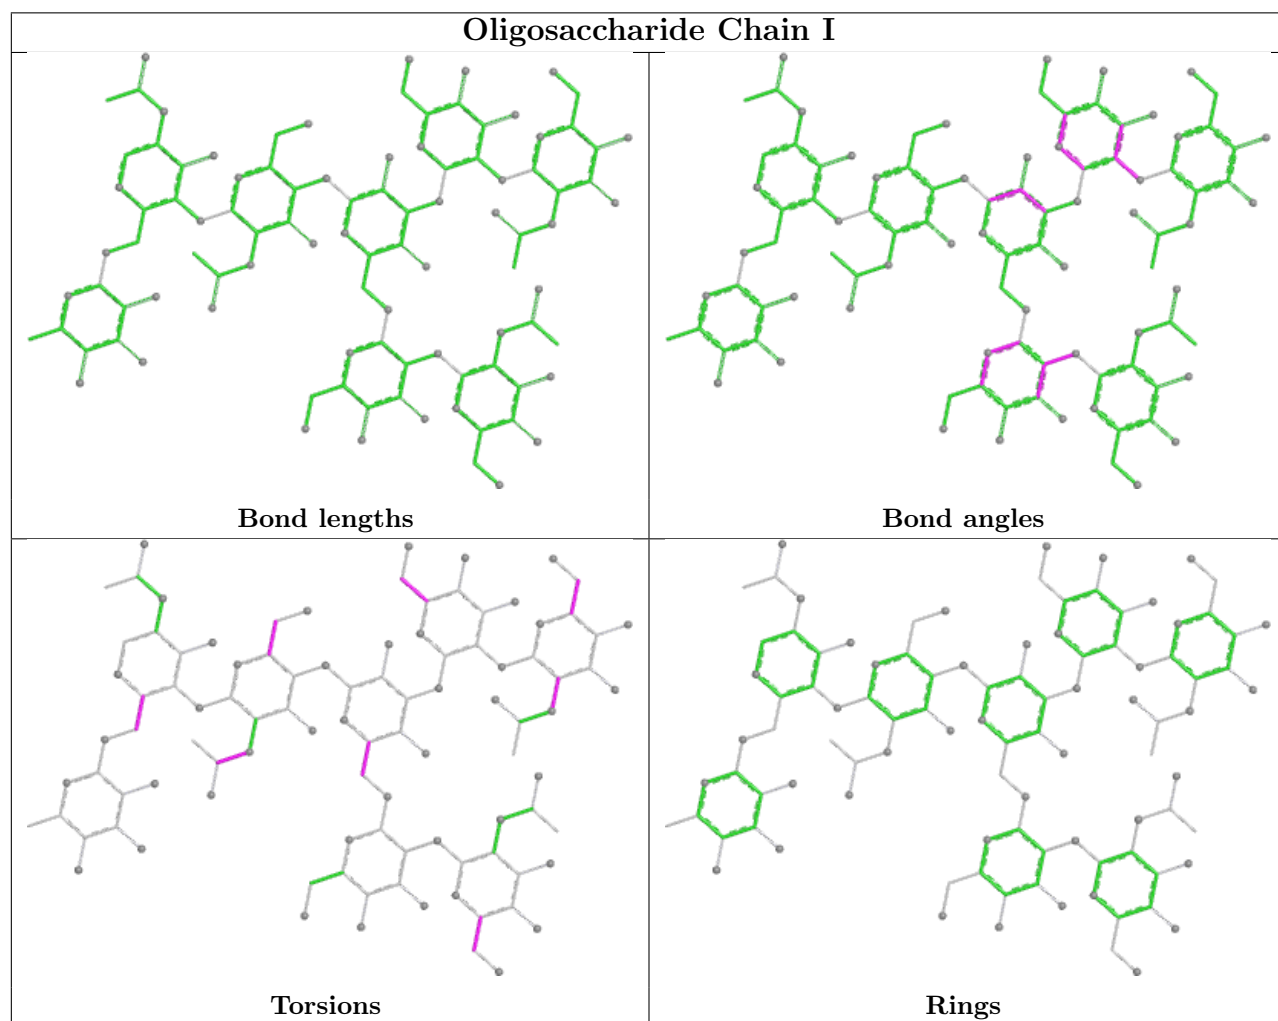 Oligosaccharide Chain I
Bond lengths
Bond angles
Torsions
Rings